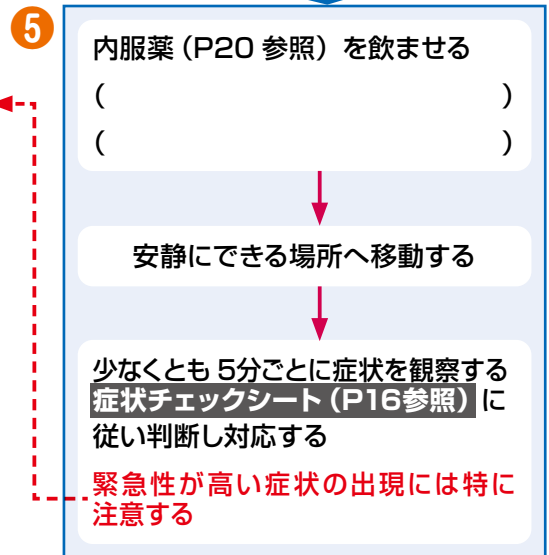 5
内服薬（P20 参照）を飲ませる
(                    )
(                    )
安静にできる場所へ移動する
少なくとも 5分ごとに症状を観察する
症状チェックシート（P16参照）に
従い判断し対応する
緊急性が高い症状の出現には特に
注意する